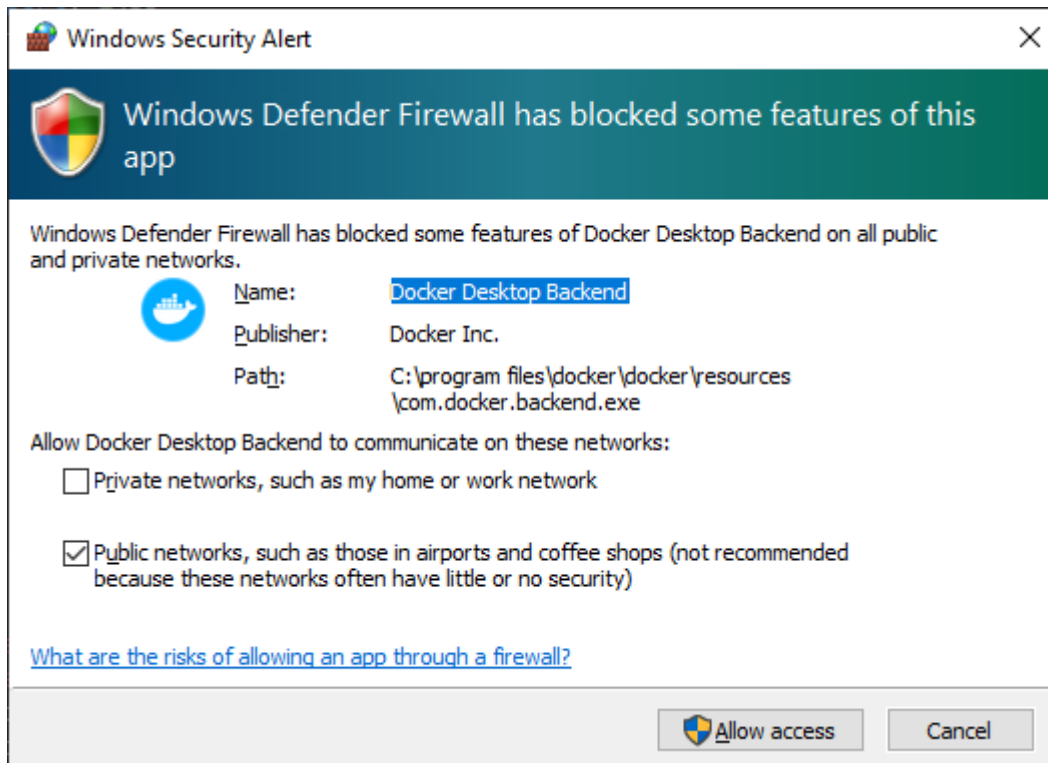 Windows Security Alert
Windows Defender Firewall has blocked some features of this
app
Windows Defender Firewall has blocked some features of Docker Desktop Backend on all public
and private networks.
Name: Docker Desktop Backend
Publisher: Docker Inc.
Path: C:\program files\docker\docker\resources
\com.docker.backend.exe
Allow Docker Desktop Backend to communicate on these networks:
Private networks, such as my home or work network
Public networks, such as those in airports and coffee shops (not recommended
because these networks often have little or no security)
What are the risks of allowing an app through a firewall?
Allow access Cancel